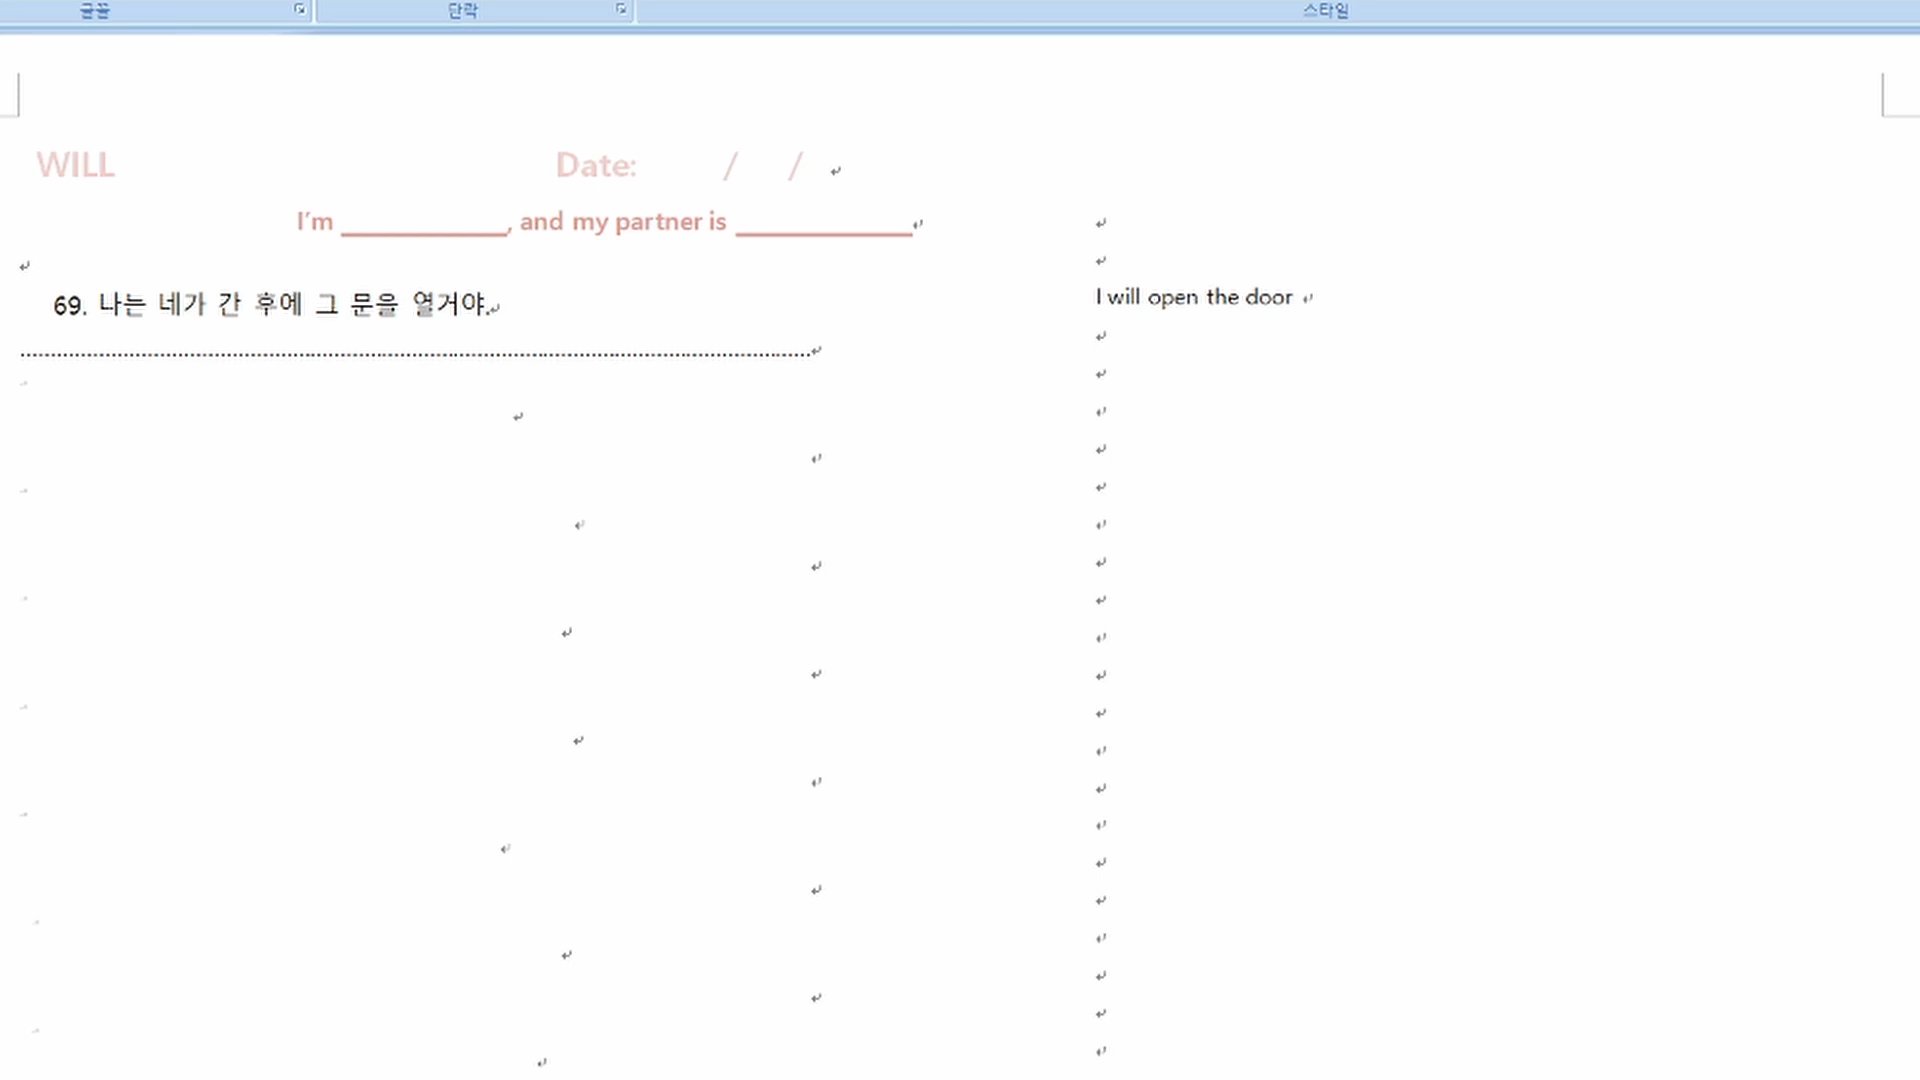 글꼴 단락 스타일
WILL Date: / /
I'm ____________, and my partner is ____________
69. 나는 네가 간 후에 그 문을 열거야.
I will open the door